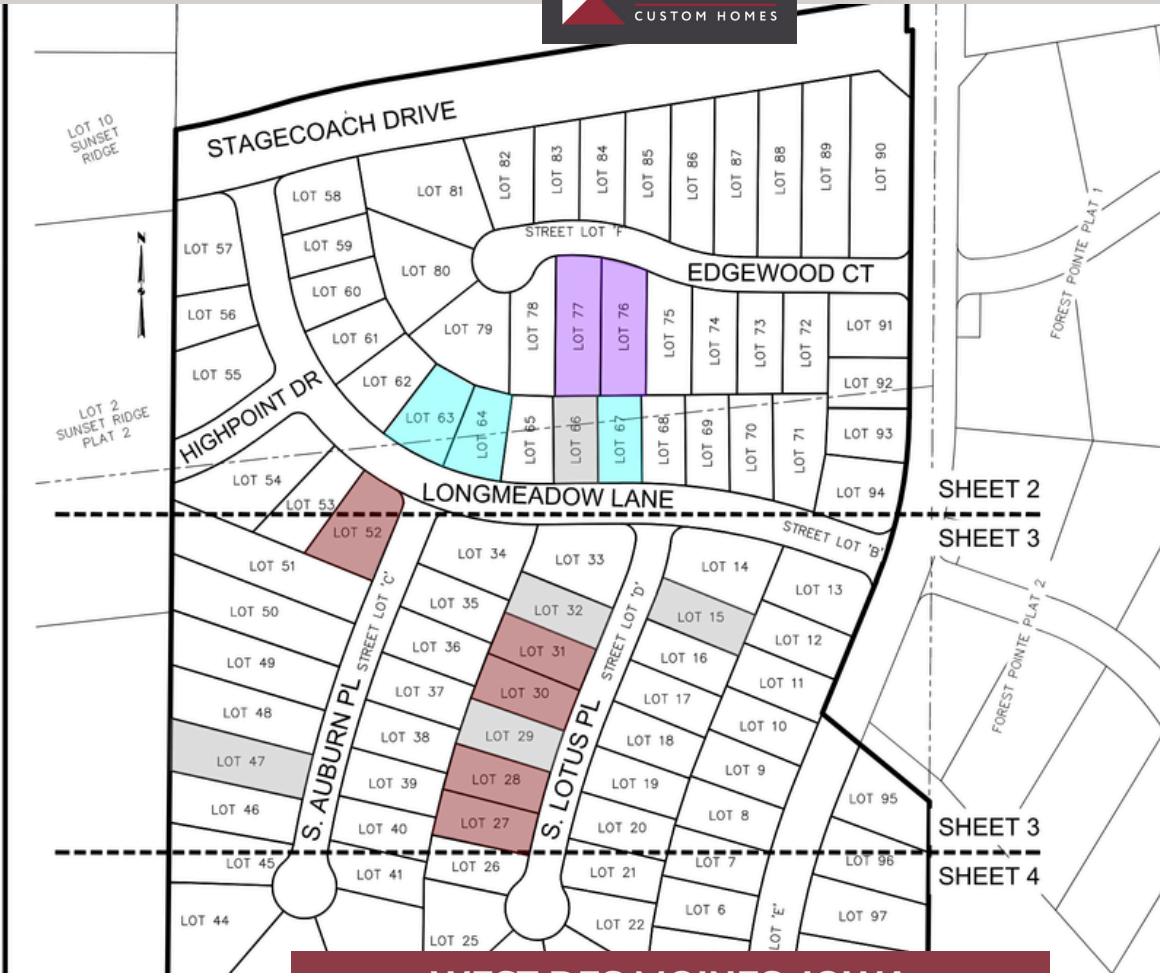 CUSTOM HOMES
LOT 10
SUNSET
RIDGE
STAGECOACH DRIVE
LOT 81
LOT 82
LOT 83
LOT 84
LOT 85
LOT 86
LOT 87
LOT 88
LOT 89
LOT 90
LOT 58
LOT 57
LOT 59
STREET LOT 'F'
N
LOT 80
EDGEWOOD CT
FOREST POINTE PLAT 1
LOT 60
LOT 56
LOT 61
LOT 79
LOT 78
LOT 77
LOT 76
LOT 75
LOT 74
LOT 73
LOT 72
LOT 91
LOT 55
LOT 62
LOT 92
HIGHPOINT DR
LOT 2
SUNSET RIDGE
PLAT 2
LOT 63
LOT 64
LOT 65
LOT 66
LOT 67
LOT 68
LOT 69
LOT 70
LOT 71
LOT 93
LOT 54
LONGMEADOW LANE
LOT 94
SHEET 2
LOT 53
LOT 52
STREET LOT 'B'
SHEET 3
LOT 51
LOT 34
LOT 33
LOT 14
LOT 13
LOT 50
STREET LOT 'C'
LOT 35
LOT 32
STREET LOT 'D'
LOT 15
LOT 12
FOREST POINTE PLAT 2
LOT 49
LOT 36
LOT 31
LOT 16
LOT 11
LOT 48
LOT 37
LOT 30
LOT 17
LOT 10
LOT 47
S. AUBURN PL
LOT 38
LOT 29
S. LOTUS PL
LOT 18
LOT 9
LOT 46
LOT 39
LOT 28
LOT 19
LOT 8
LOT 95
LOT 40
LOT 27
LOT 20
SHEET 3
LOT 45
LOT 41
LOT 26
LOT 21
LOT 7
LOT 96
SHEET 4
LOT 44
LOT 25
LOT 22
LOT 6
LOT 'E'
LOT 97
WEST DES MOINES, IOWA